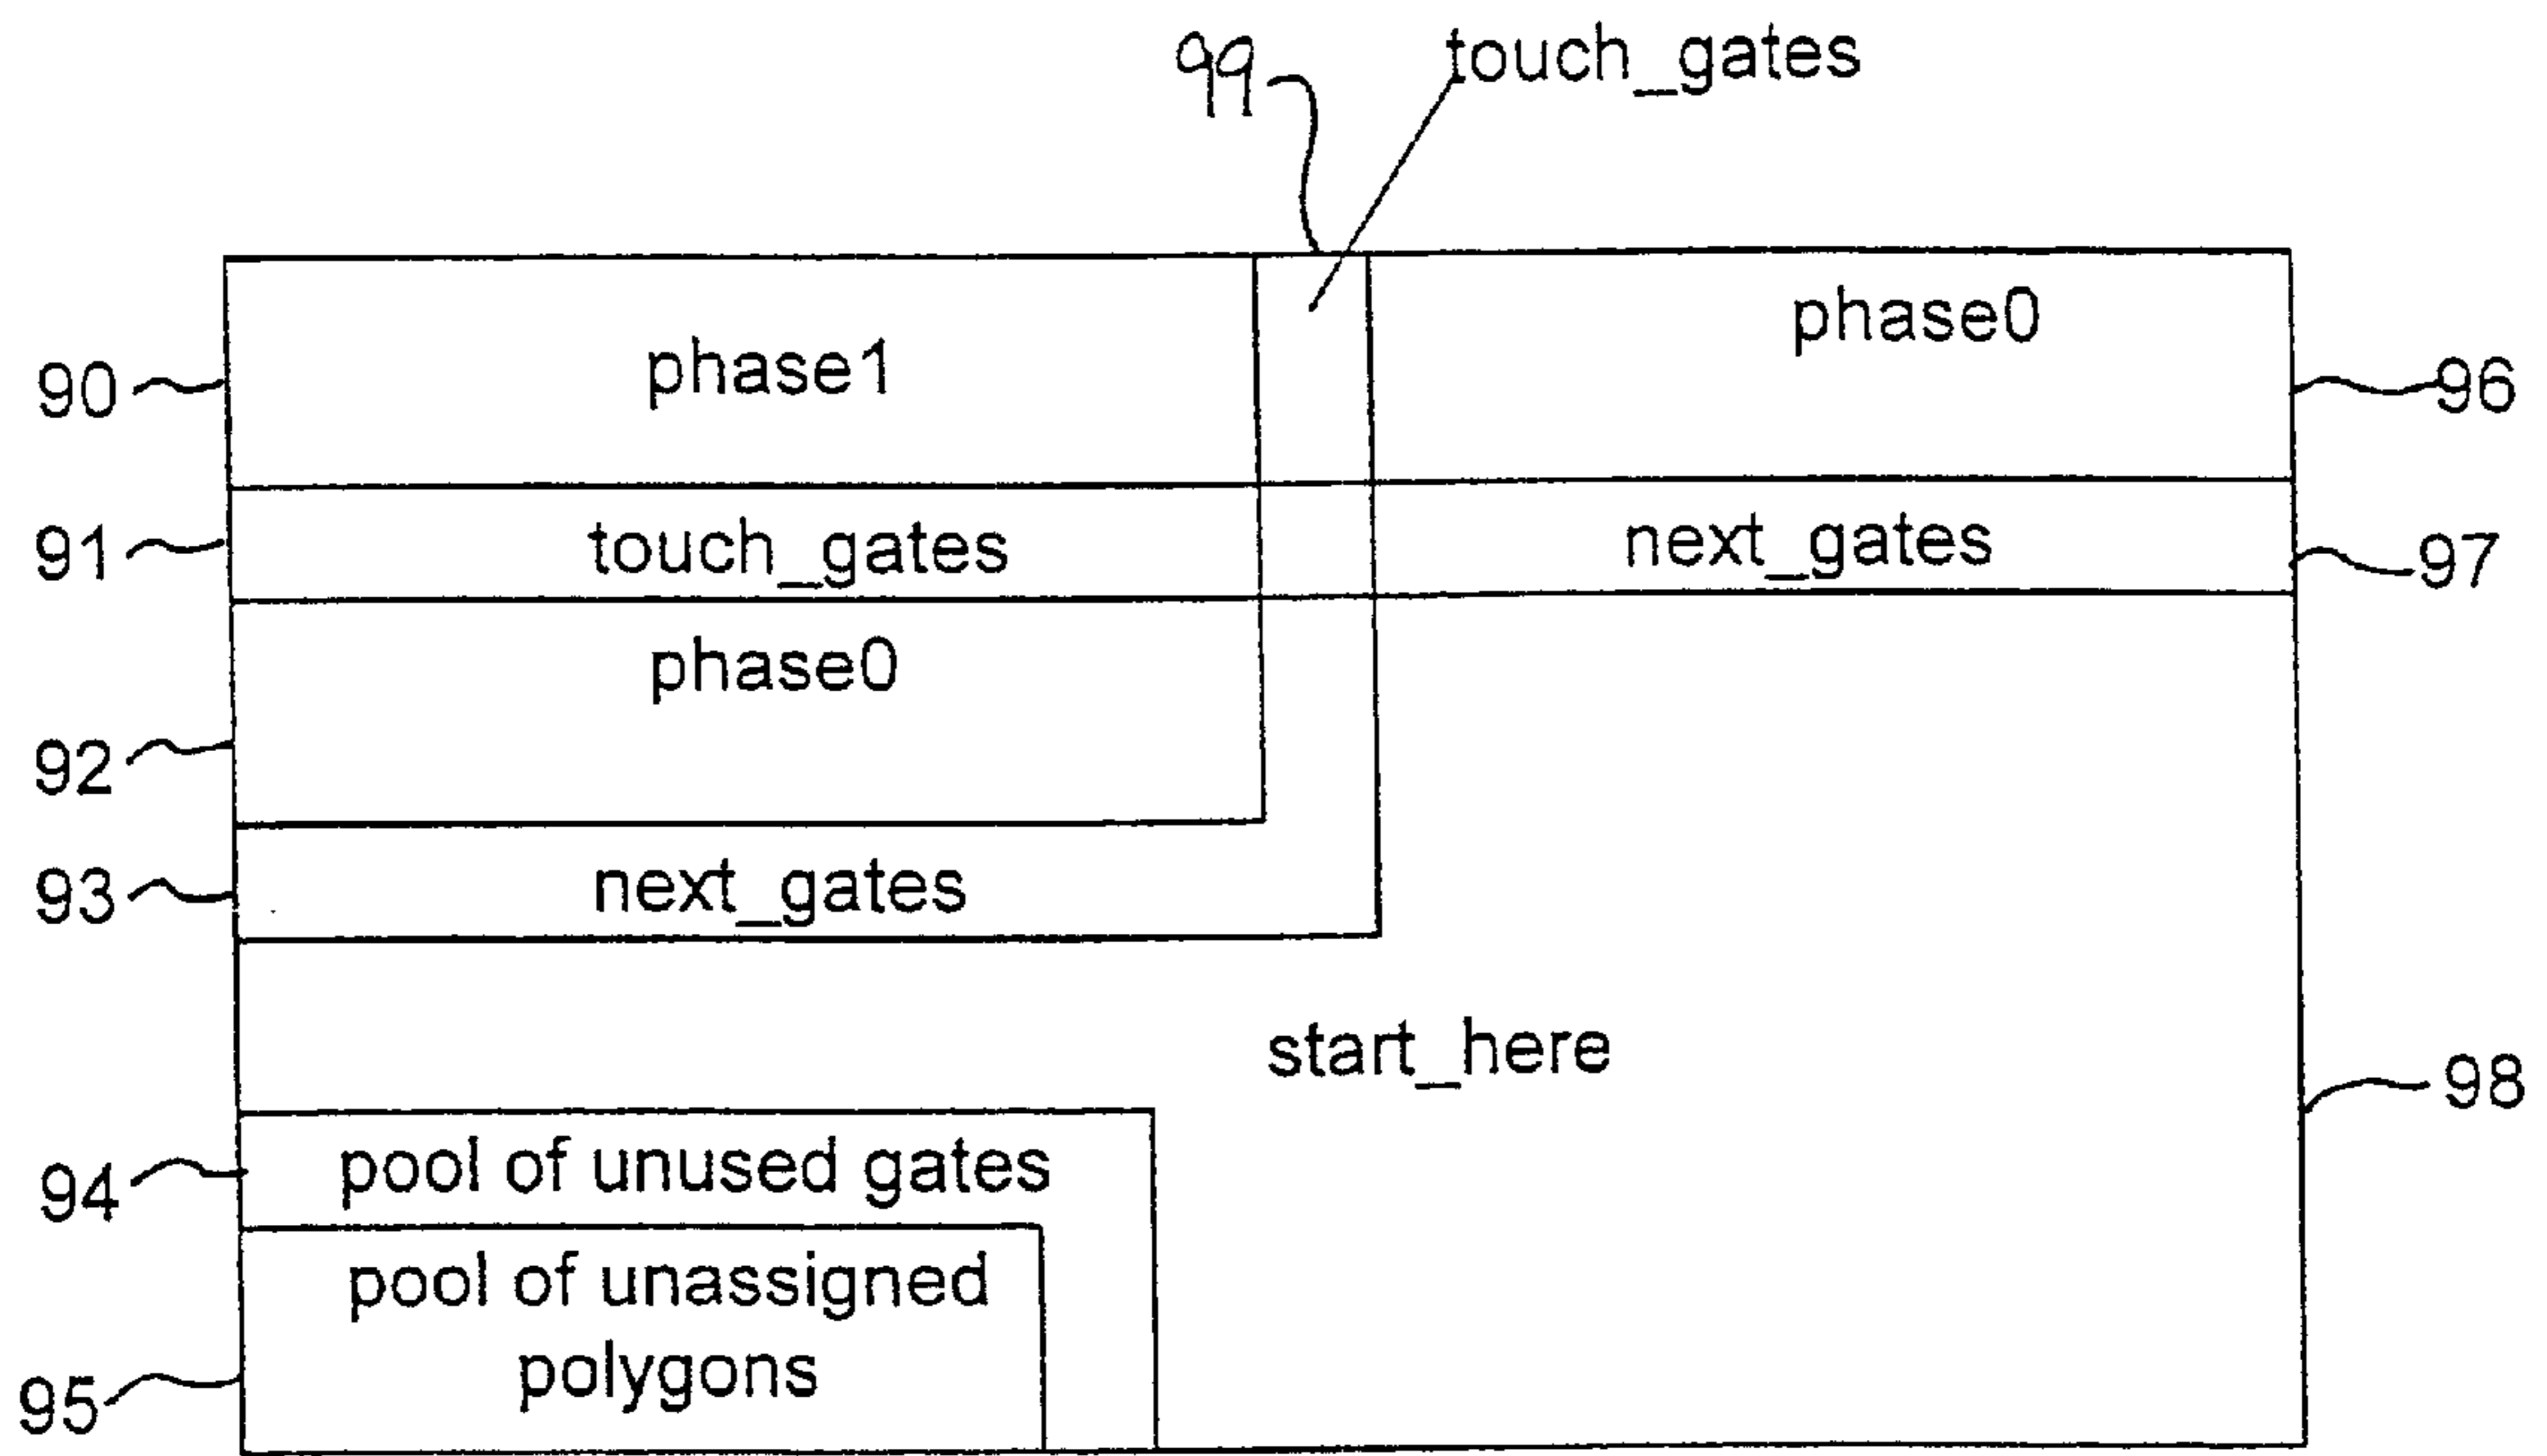 99
touch_gates
phase1
phase0
90
96
touch_gates
next_gates
91
97
phase0
92
next_gates
93
start_here
98
pool of unused gates
94
pool of unassigned
polygons
95